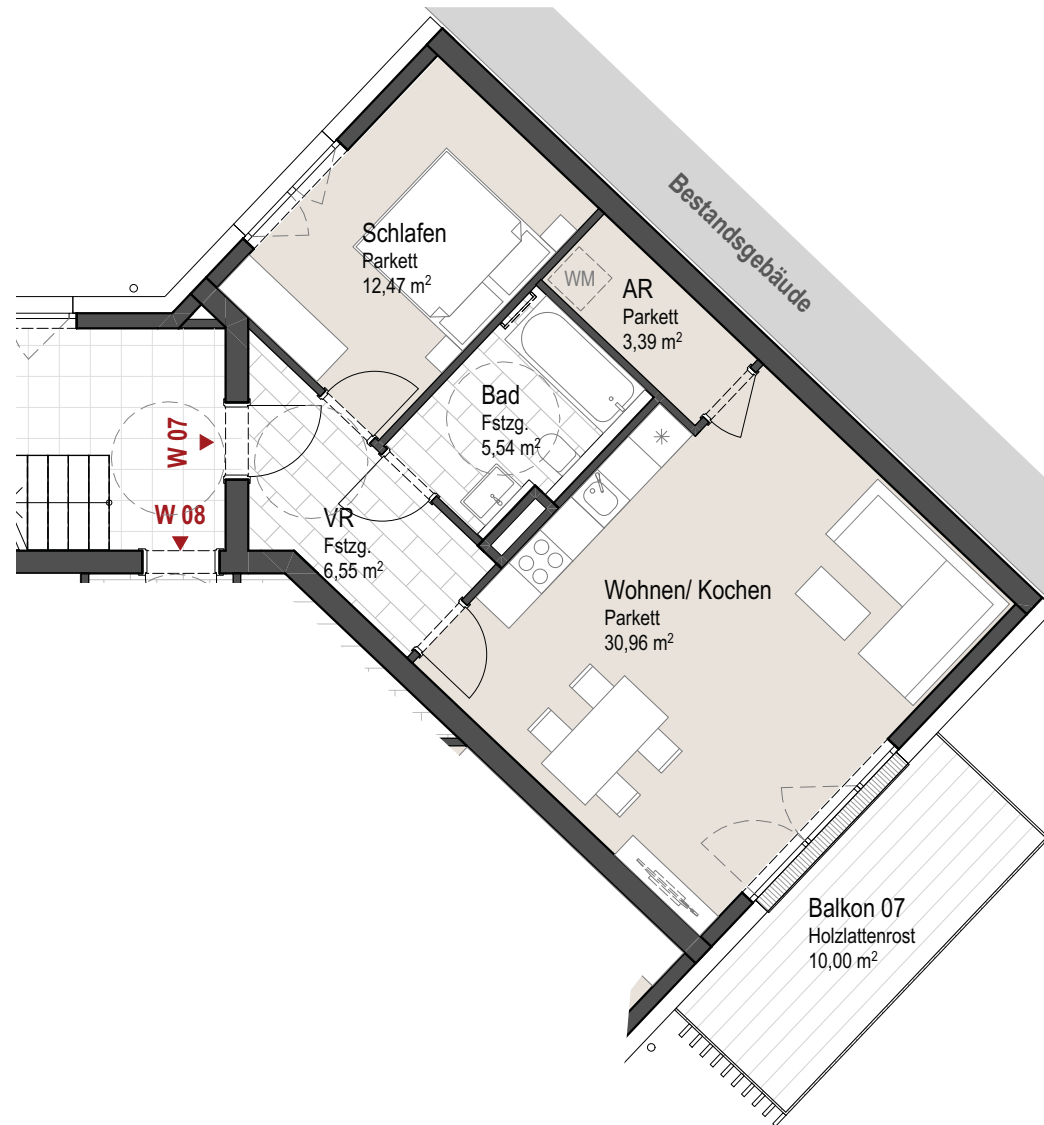 Bestandsgebäude
Schlafen
Parkett
12,47 m²
WM
AR
Parkett
3,39 m²
Bad
Fstzg.
5,54 m²
W 07
W 08
VR
Fstzg.
6,55 m²
Wohnen/ Kochen
Parkett
30,96 m²
Balkon 07
Holzlattenrost
10,00 m²